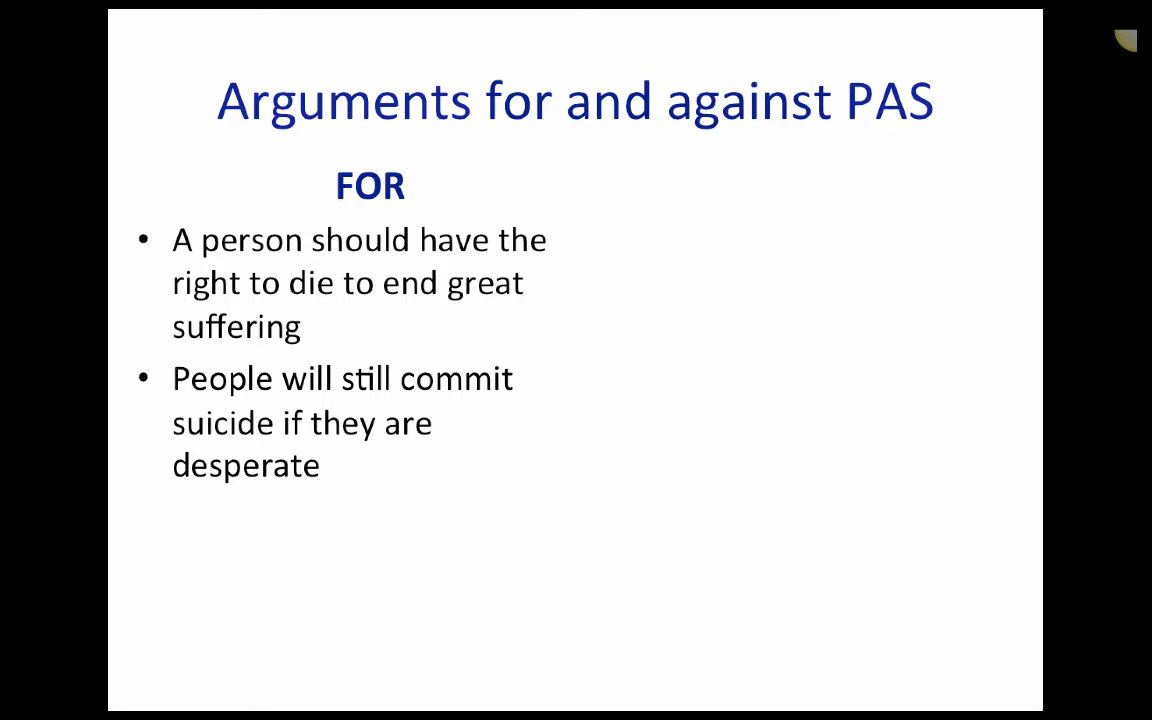 Arguments for and against PAS
FOR
• A person should have the
right to die to end great
suffering
• People will still commit
suicide if they are
desperate